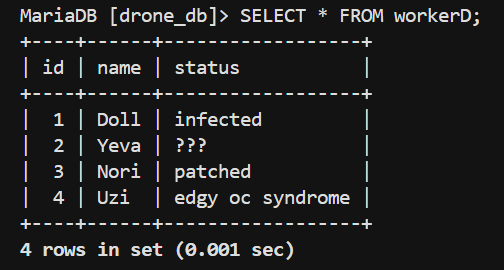 MariaDB [drone_db]> SELECT * FROM workerD;
+----+------+------------------+
| id | name | status           |
+----+------+------------------+
|  1 | Doll | infected         |
|  2 | Yeva | ???              |
|  3 | Nori | patched          |
|  4 | Uzi  | edgy oc syndrome |
+----+------+------------------+
4 rows in set (0.001 sec)